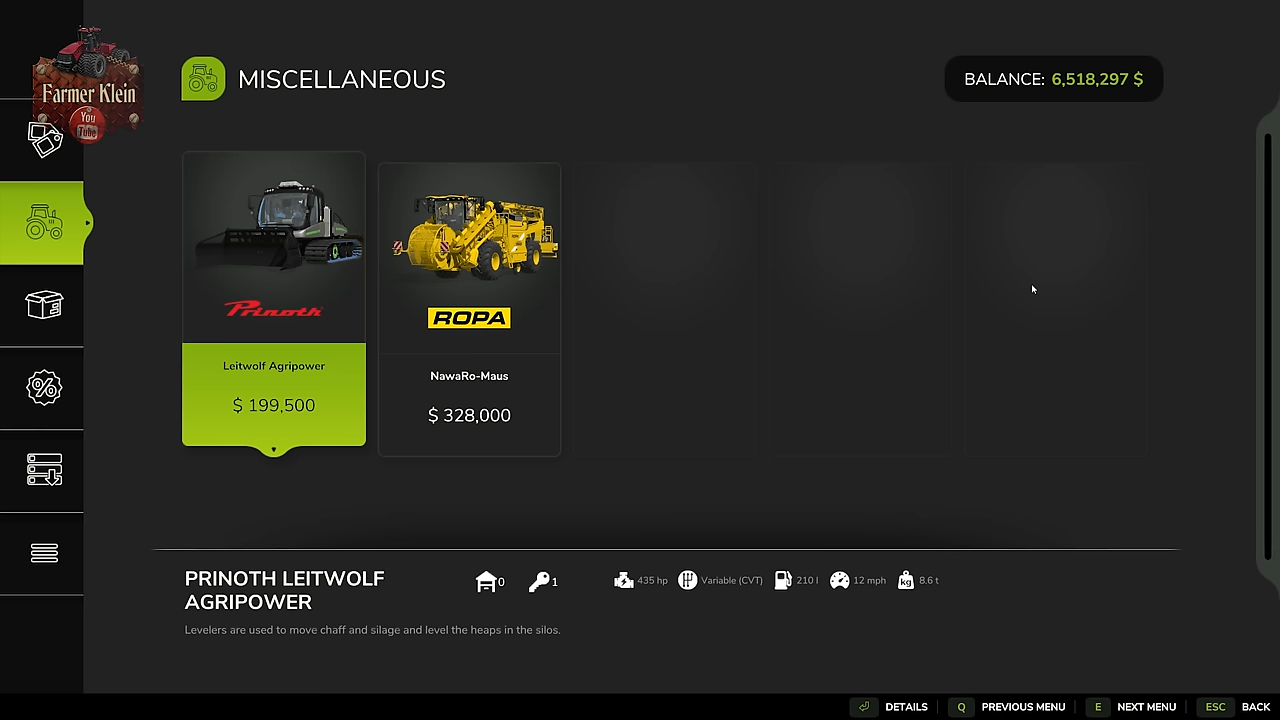 Farmer Klein
You
Tube
MISCELLANEOUS
BALANCE: 6,518,297 $
Prinoth
ROPA
Leitwolf Agripower
$ 199,500
NawaRo-Maus
$ 328,000
PRINOTH LEITWOLF
AGRIPOWER
0
1
435 hp
Variable (CVT)
210 l
12 mph
kg
8.6 t
Levelers are used to move chaff and silage and level the heaps in the silos.
DETAILS
Q PREVIOUS MENU
E NEXT MENU
ESC BACK